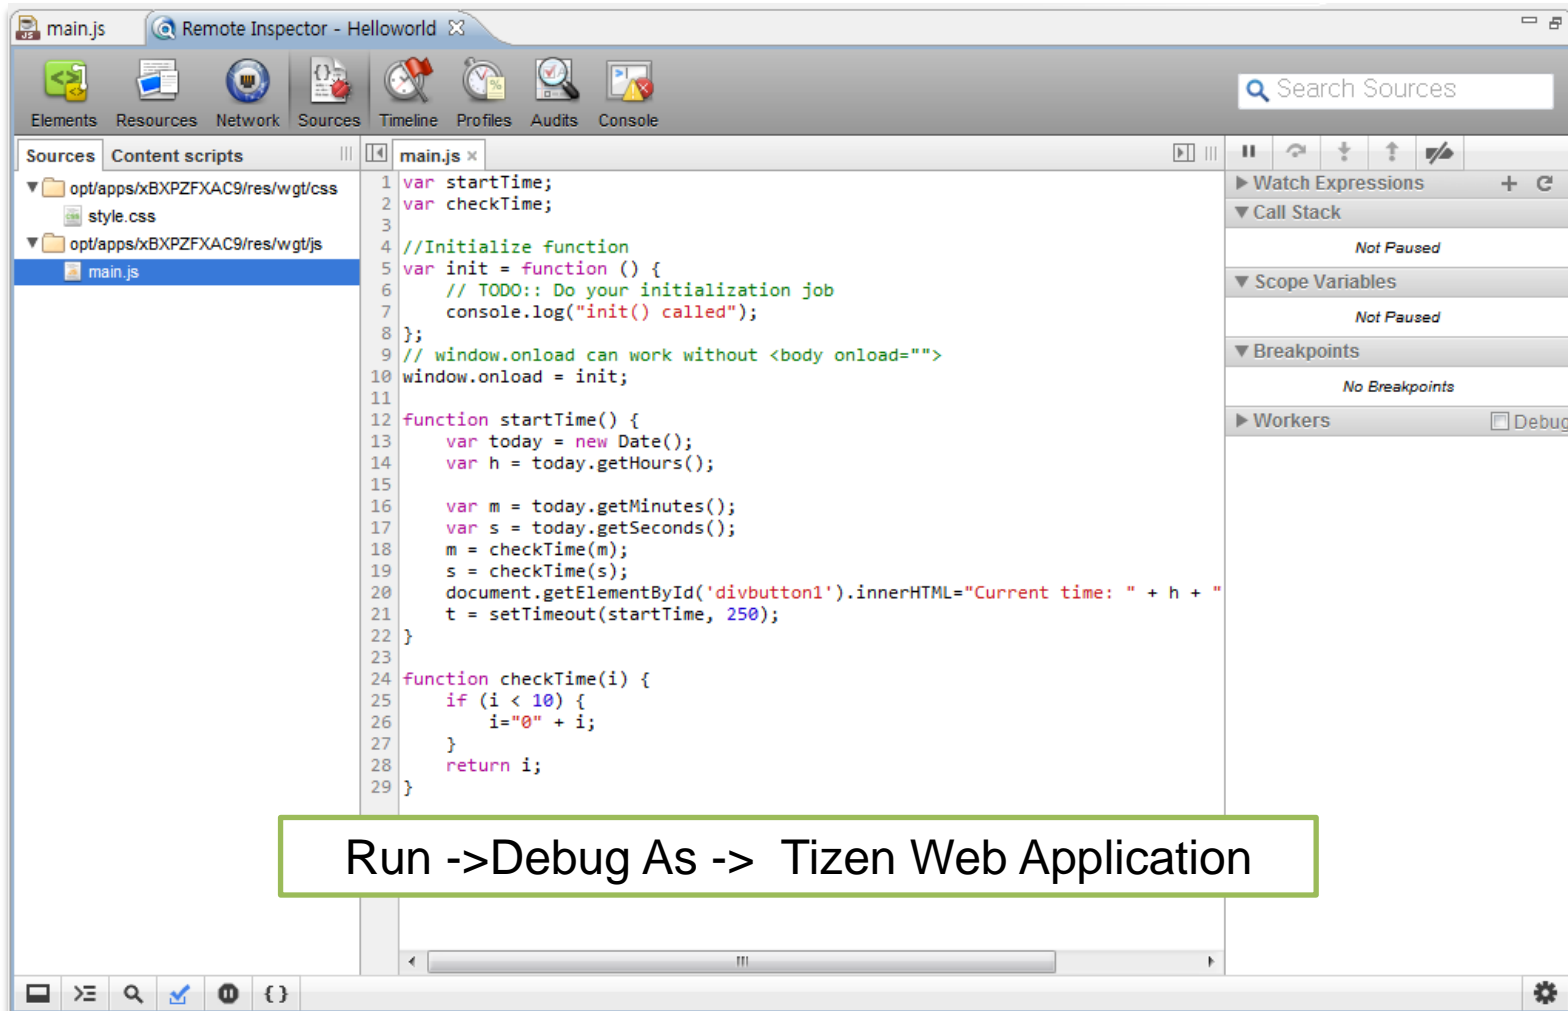 main.js
Remote Inspector - Helloworld
Elements Resources Network Sources Timeline Profiles Audits Console
Search Sources
Sources Content scripts
opt/apps/xBXPZFXAC9/res/wgt/css
style.css
opt/apps/xBXPZFXAC9/res/wgt/js
main.js
main.js ×
1 var startTime;
2 var checkTime;
3
4 //Initialize function
5 var init = function () {
6     // TODO:: Do your initialization job
7     console.log("init() called");
8 };
9 // window.onload can work without <body onload="">
10 window.onload = init;
11
12 function startTime() {
13     var today = new Date();
14     var h = today.getHours();
15
16     var m = today.getMinutes();
17     var s = today.getSeconds();
18     m = checkTime(m);
19     s = checkTime(s);
20     document.getElementById('divbutton1').innerHTML="Current time: " + h + "
21     t = setTimeout(startTime, 250);
22 }
23
24 function checkTime(i) {
25     if (i < 10) {
26         i="0" + i;
27     }
28     return i;
29 }
Watch Expressions
Call Stack
Not Paused
Scope Variables
Not Paused
Breakpoints
No Breakpoints
Workers Debug
Run ->Debug As -> Tizen Web Application